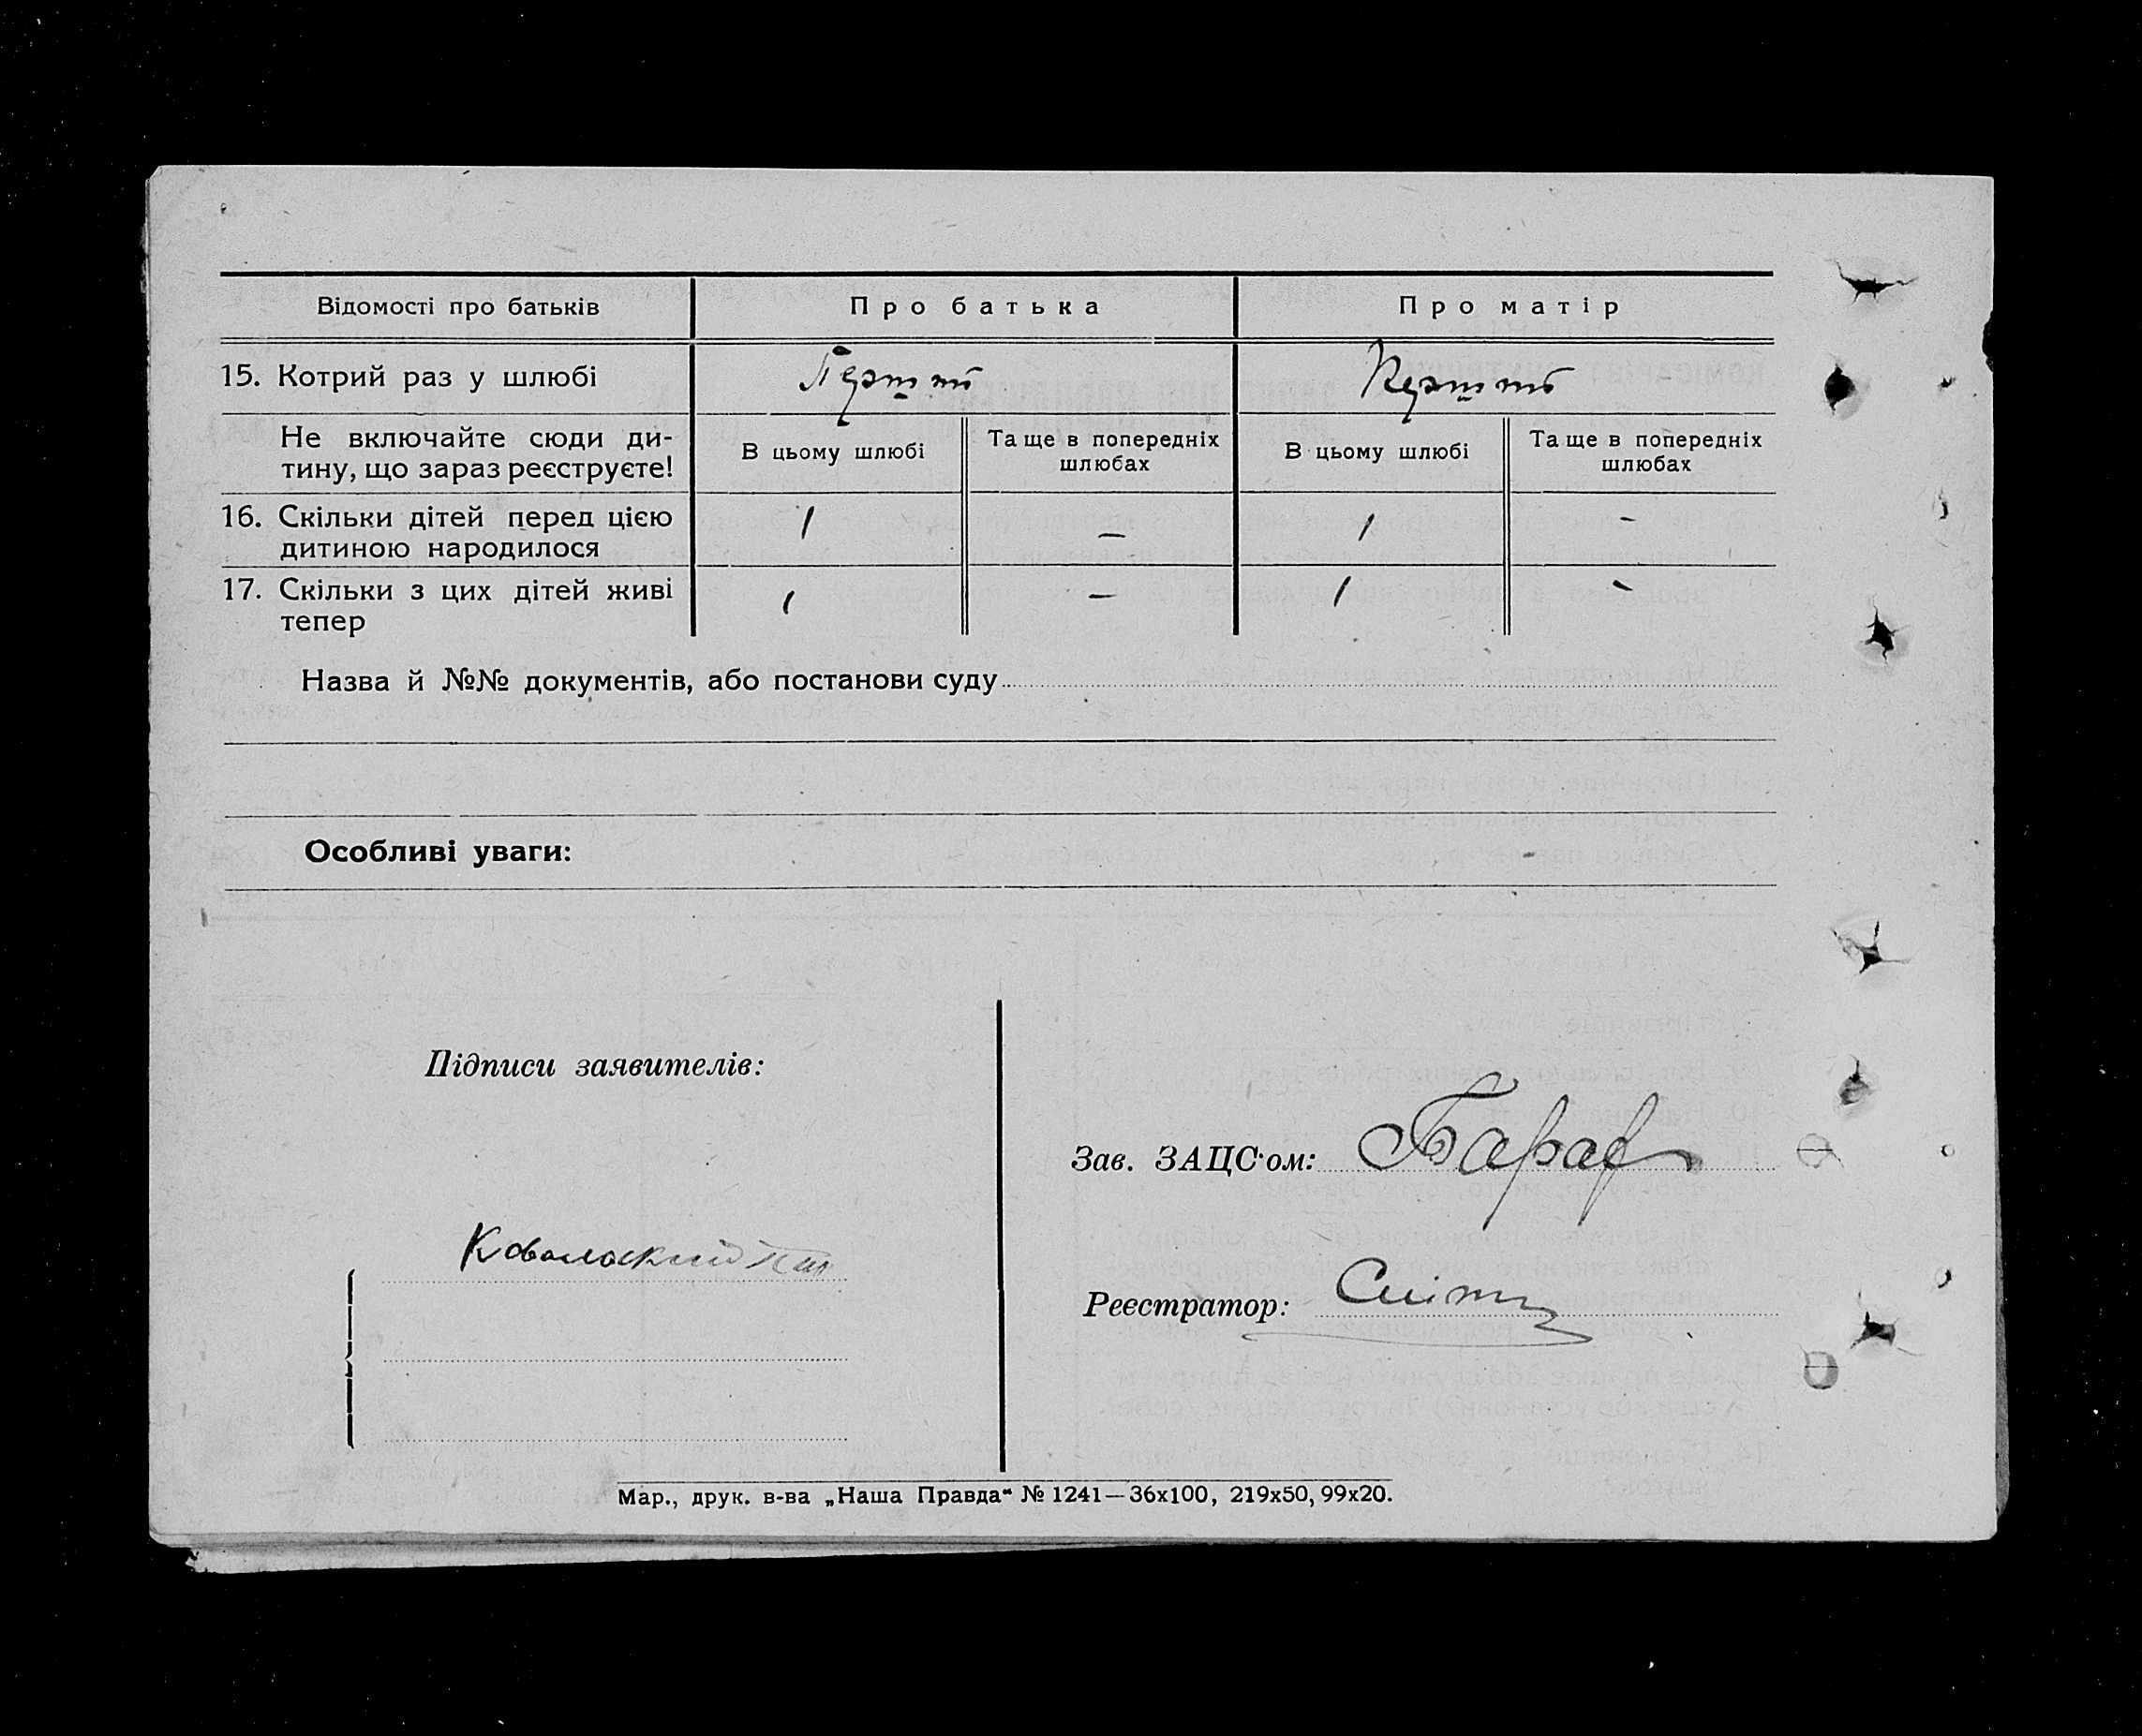 Відомості про батьків Про батька Про матір
15. Котрий раз у шлюбі Перший Перший
Не включайте сюди ди-
тину, що зараз реєструєте!
В цьому шлюбі Та ще в попередніх шлюбах В цьому шлюбі Та ще в попередніх шлюбах
16. Скільки дітей перед цією
дитиною народилося 1 — 1 -
17. Скільки з цих дітей живі
тепер 1 — 1 -
Назва й №№ документів, або постанови суду
Особливі уваги:
Підписи заявителів:
Ковальський
Зав. ЗАЦС'ом:
Реєстратор:
Мар., друк. в-ва „Наша Правда“ № 1241—36х100, 219х50, 99х20.